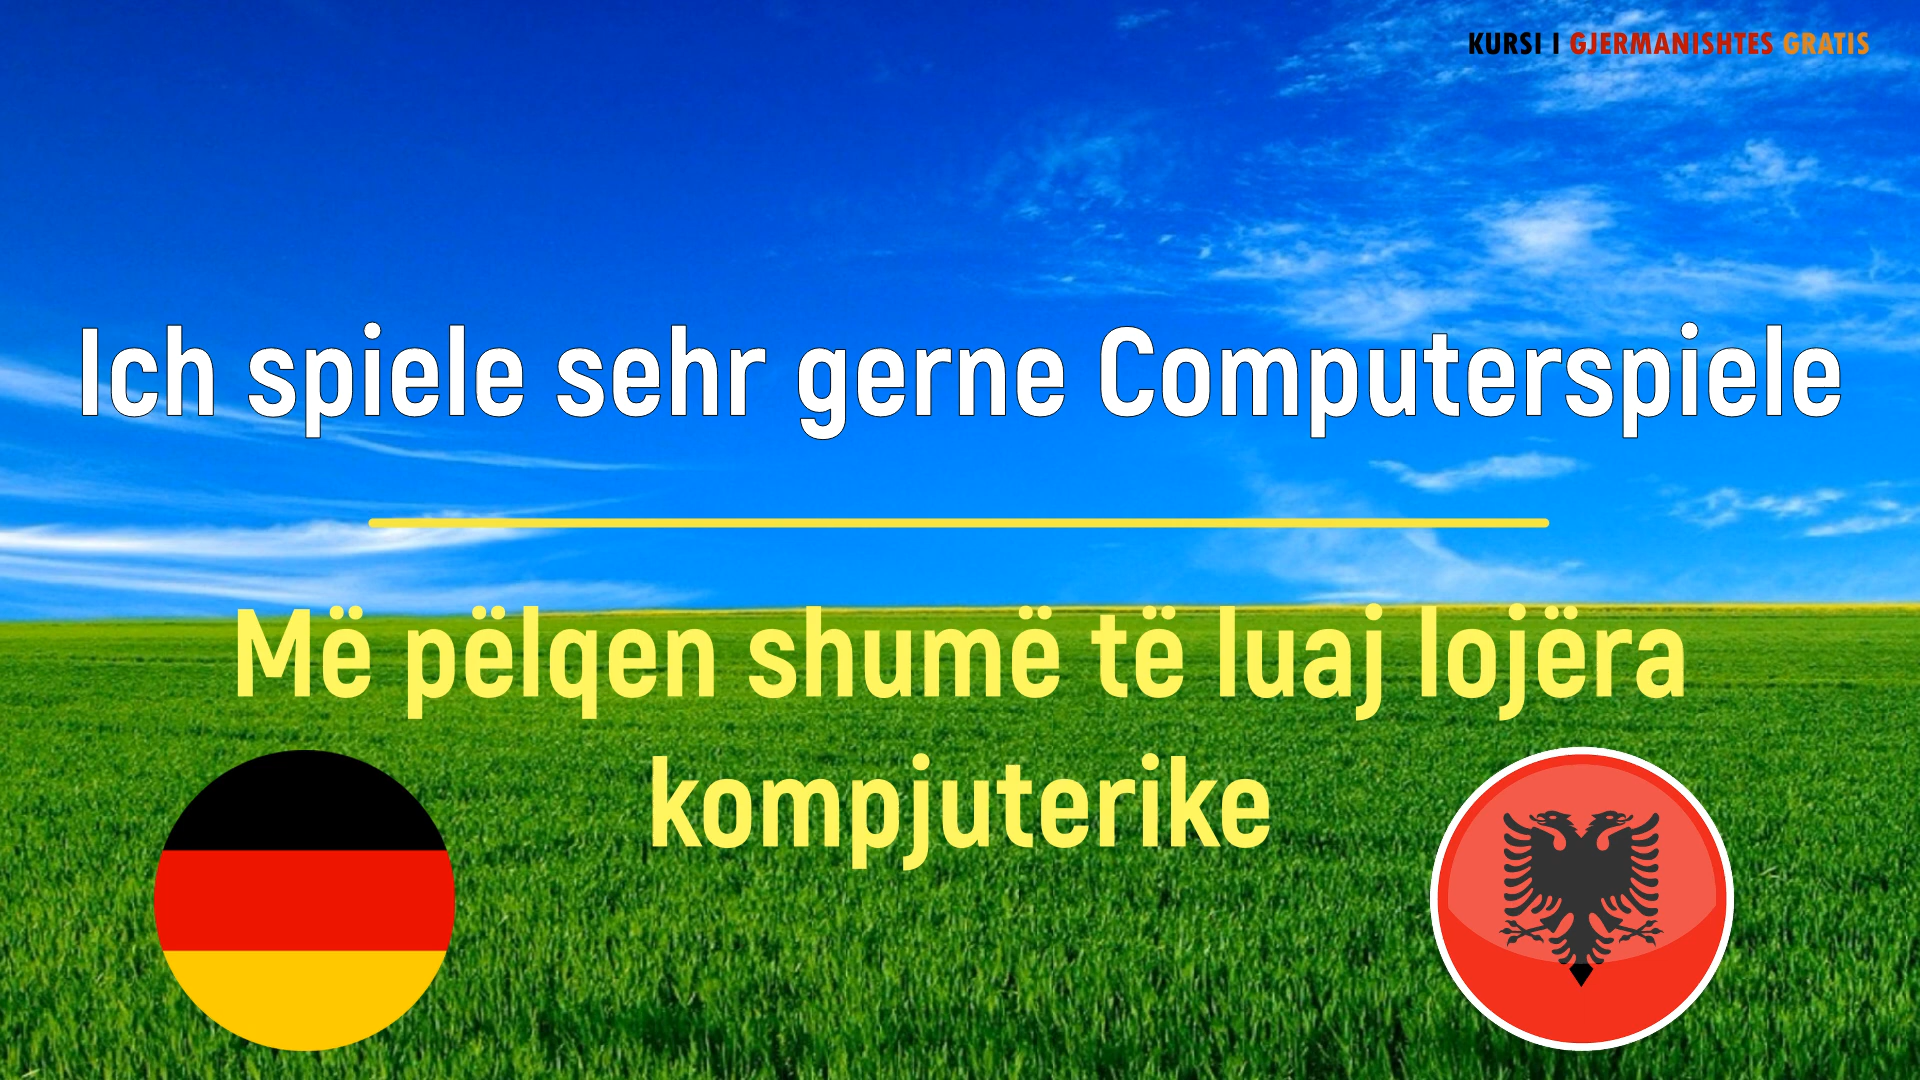 KURSI I GJERMANISHTES GRATIS
Ich spiele sehr gerne Computerspiele
Më pëlqen shumë të luaj lojëra
kompjuterike